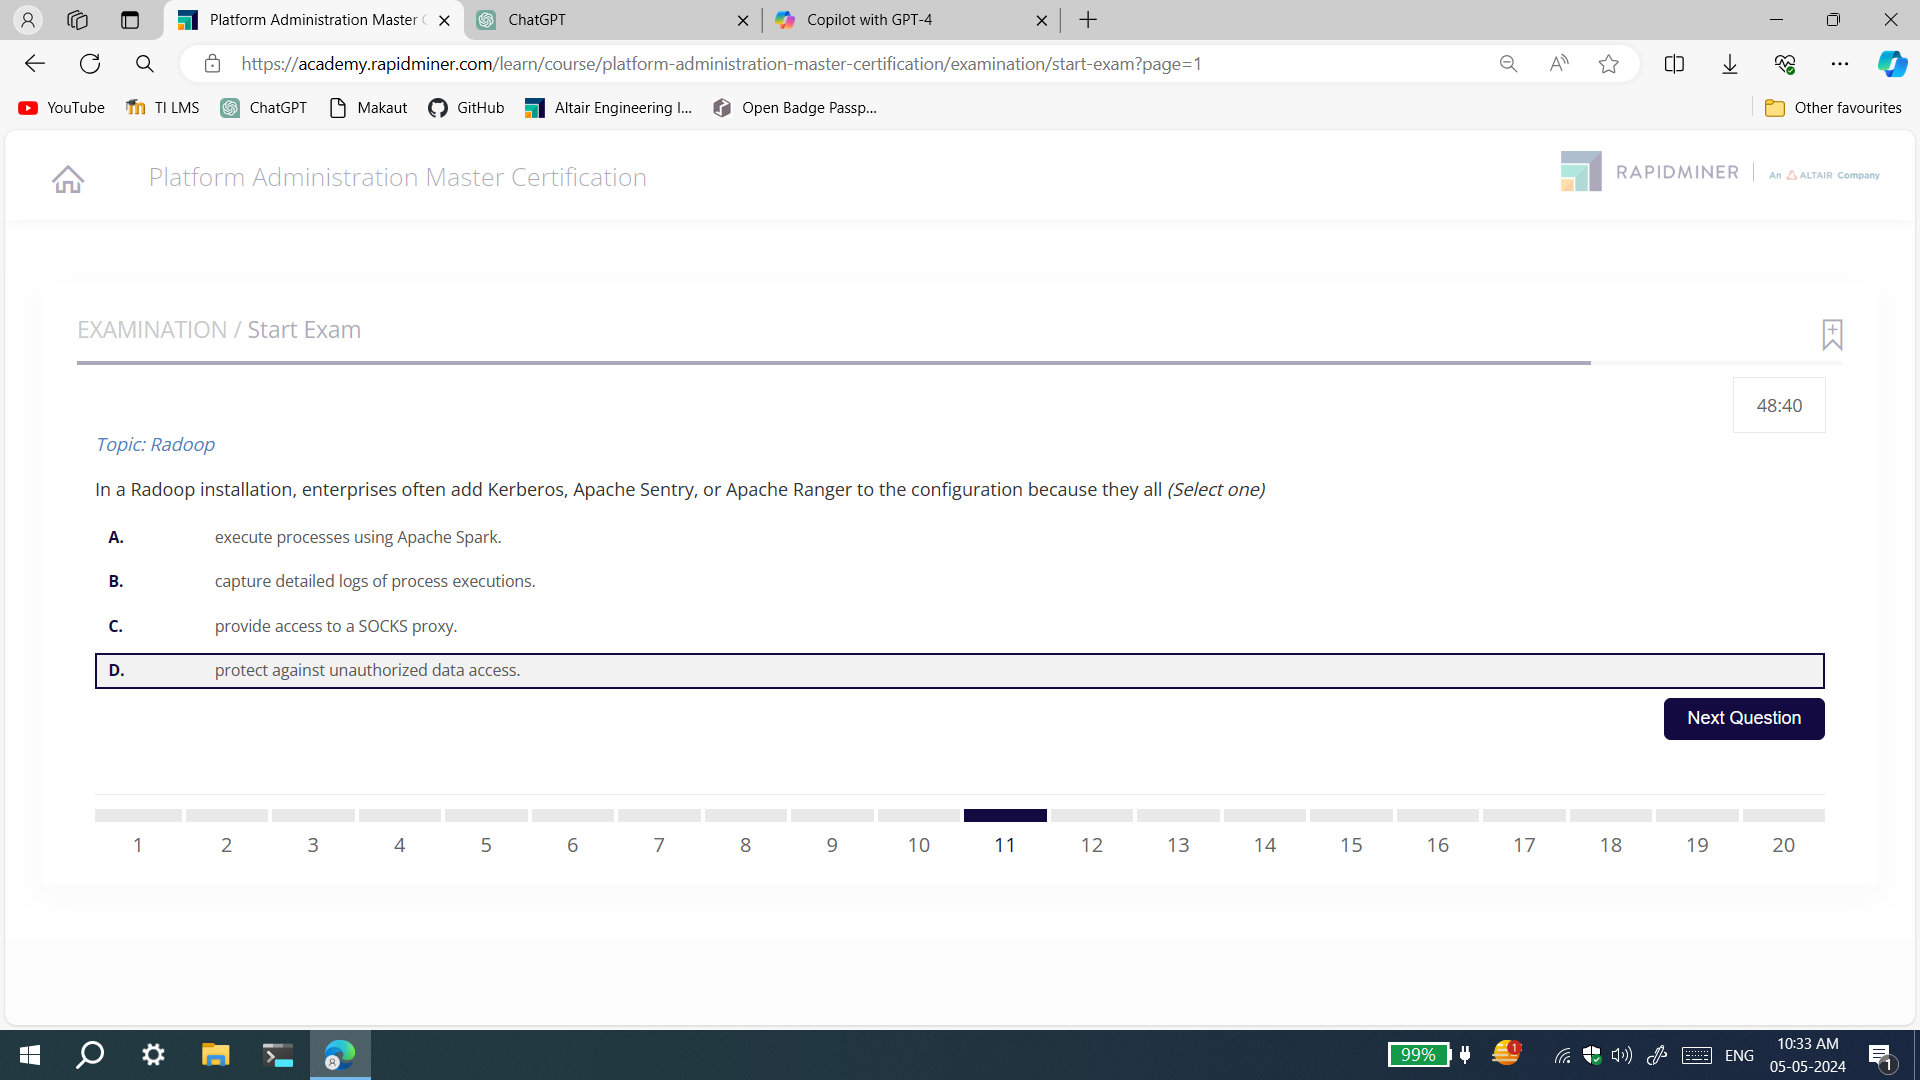 Platform Administration Master C
ChatGPT
Copilot with GPT-4
https://academy.rapidminer.com/learn/course/platform-administration-master-certification/examination/start-exam?page=1
YouTube
TI LMS
ChatGPT
Makaut
GitHub
Altair Engineering I...
Open Badge Passp...
Other favourites
Platform Administration Master Certification
RAPIDMINER
An ALTAIR Company
EXAMINATION / Start Exam
48:40
Topic: Radoop
In a Radoop installation, enterprises often add Kerberos, Apache Sentry, or Apache Ranger to the configuration because they all (Select one)
A. execute processes using Apache Spark.
B. capture detailed logs of process executions.
C. provide access to a SOCKS proxy.
D. protect against unauthorized data access.
Next Question
1 2 3 4 5 6 7 8 9 10 11 12 13 14 15 16 17 18 19 20
99%
1
ENG
10:33 AM
05-05-2024
1